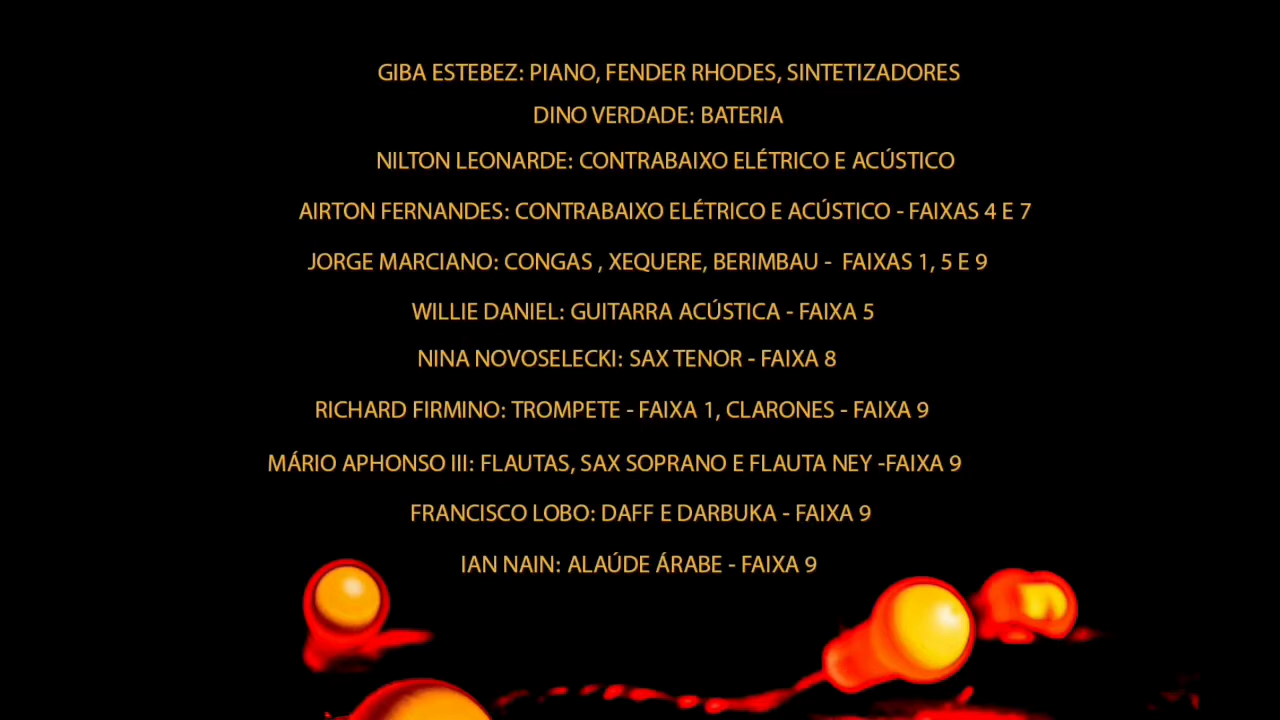 GIBA ESTEBEZ: PIANO, FENDER RHODES, SINTETIZADORES
DINO VERDADE: BATERIA
NILTON LEONARDE: CONTRABAIXO ELÉTRICO E ACÚSTICO
AIRTON FERNANDES: CONTRABAIXO ELÉTRICO E ACÚSTICO - FAIXAS 4 E 7
JORGE MARCIANO: CONGAS , XEQUERE, BERIMBAU -  FAIXAS 1, 5 E 9
WILLIE DANIEL: GUITARRA ACÚSTICA - FAIXA 5
NINA NOVOSELECKI: SAX TENOR - FAIXA 8
RICHARD FIRMINO: TROMPETE - FAIXA 1, CLARONES - FAIXA 9
MÁRIO APHONSO III: FLAUTAS, SAX SOPRANO E FLAUTA NEY -FAIXA 9
FRANCISCO LOBO: DAFF E DARBUKA - FAIXA 9
IAN NAIN: ALAÚDE ÁRABE - FAIXA 9